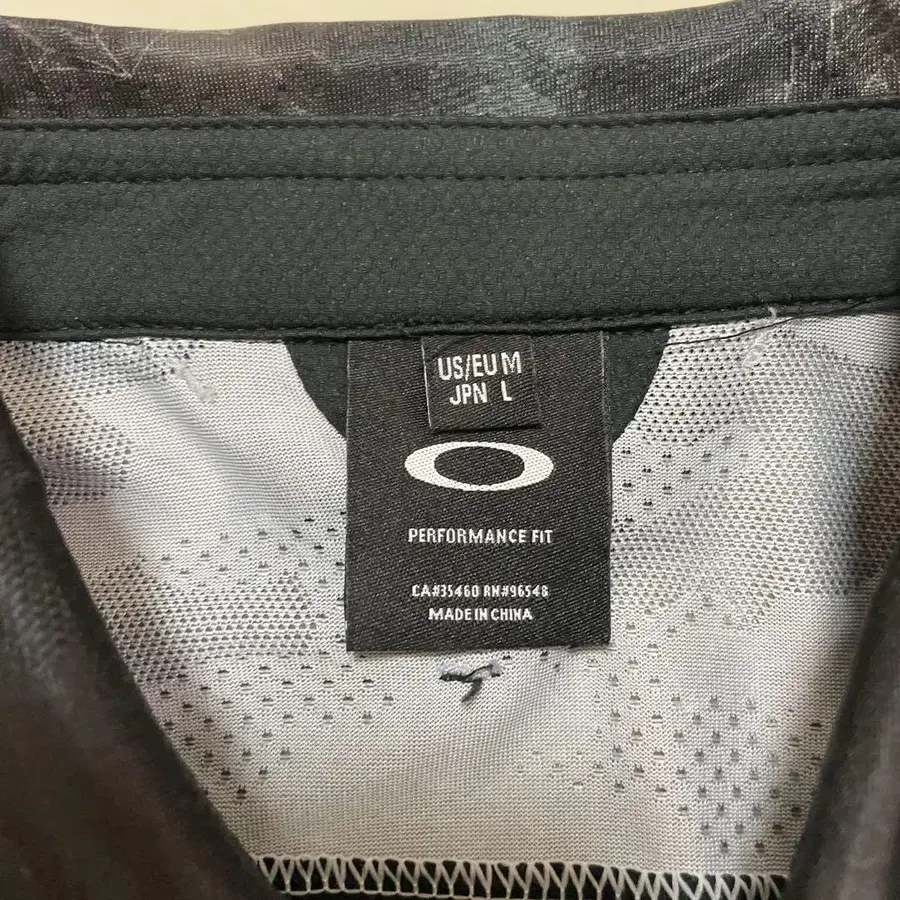 US/EU M
JPN L
PERFORMANCE FIT
CA#35460 RN#96548
MADE IN CHINA